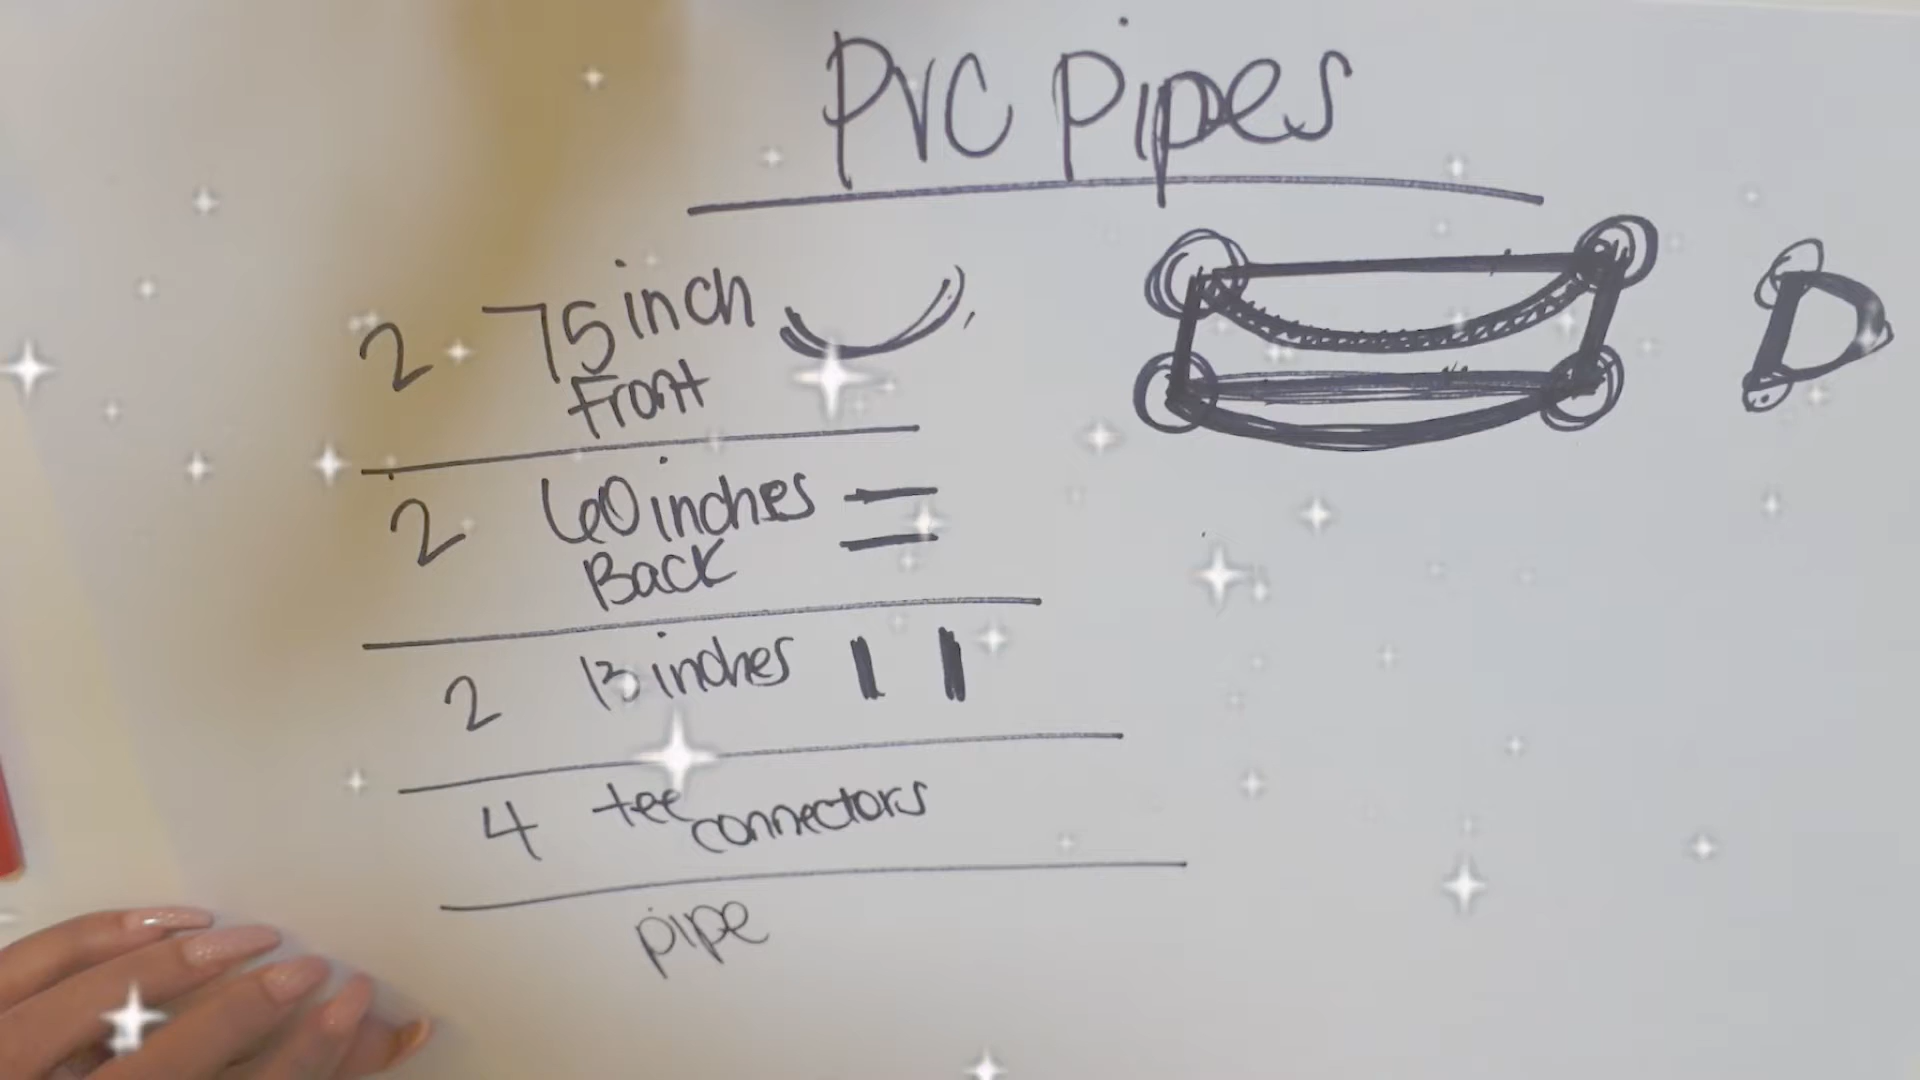 PVC Pipes
2 75 inch
Front
2 60 inches
Back
2 13 inches
4 tee connectors
pipe